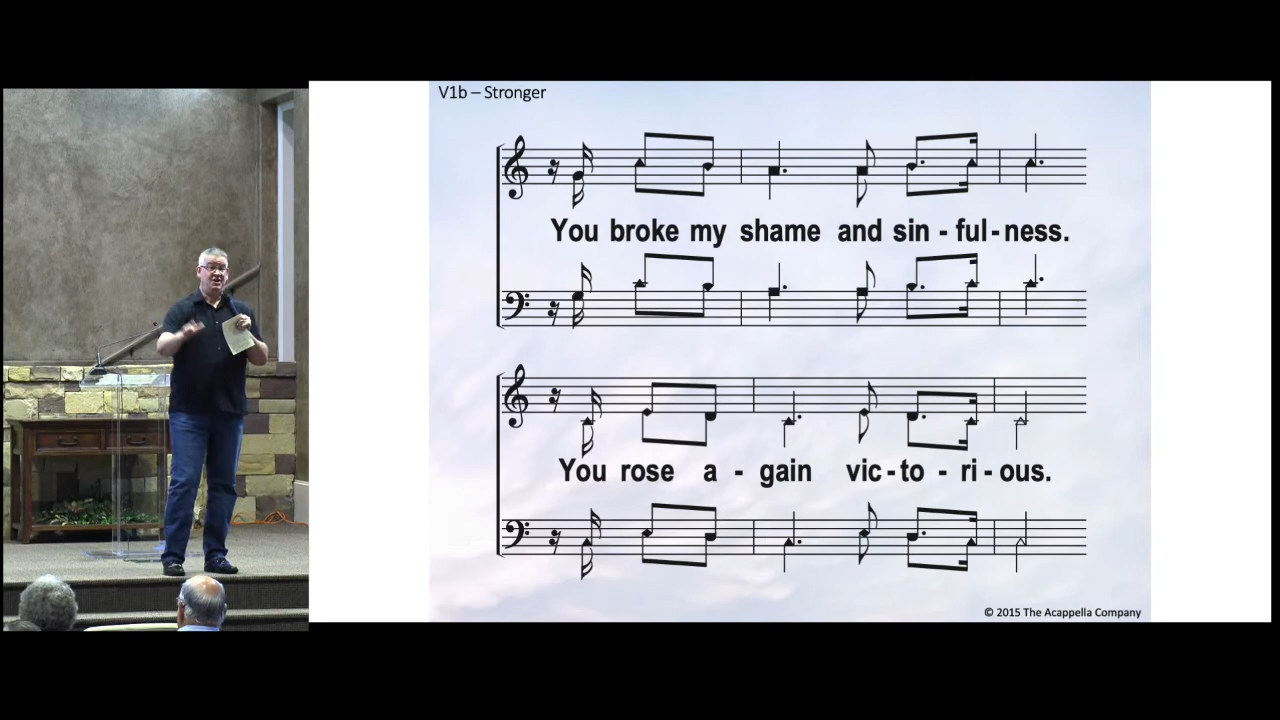 V1b – Stronger
You broke my shame and sin - ful - ness.
You rose a - gain vic - to - ri - ous.
© 2015 The Acappella Company